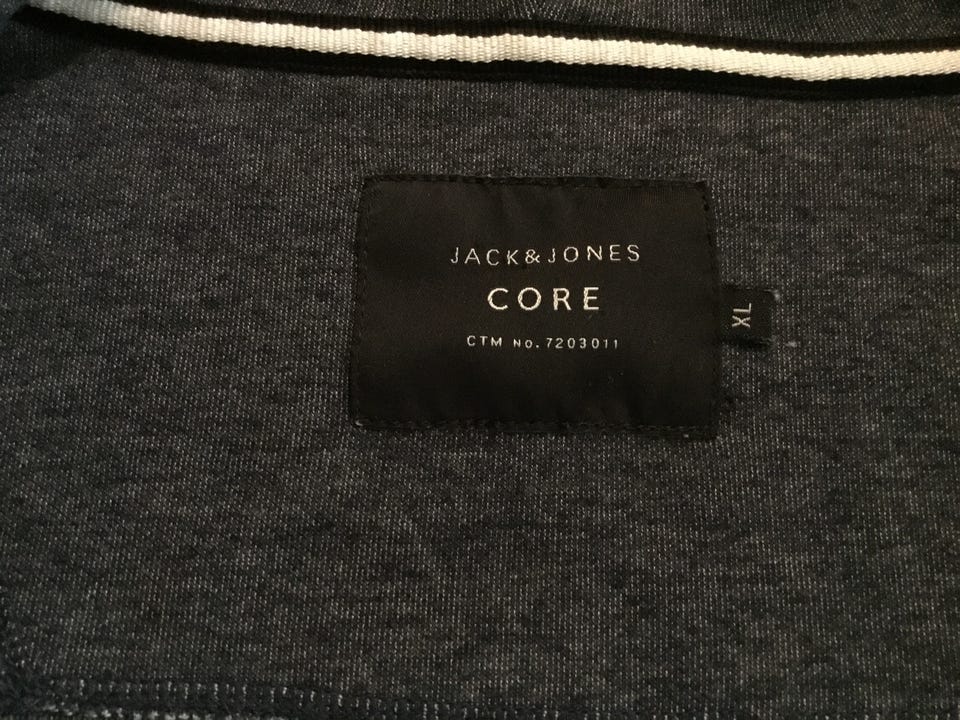 JACK&JONES
CORE
CTM No. 7203011
XL